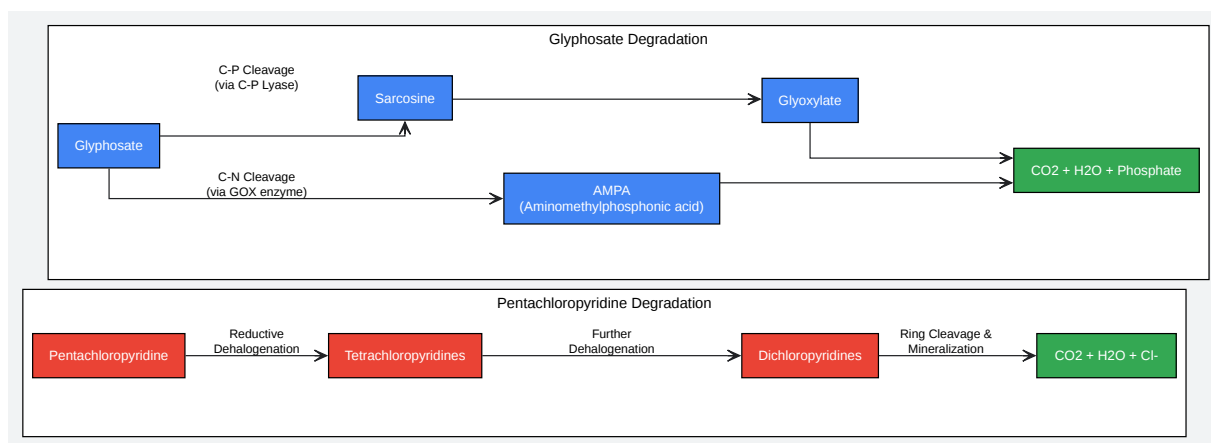 Glyphosate Degradation
C-P Cleavage
(via C-P Lyase)
Sarcosine
Glyoxylate
Glyphosate
C-N Cleavage
(via GOX enzyme)
AMPA
(Aminomethylphosphonic acid)
CO2 + H2O + Phosphate
Pentachloropyridine Degradation
Pentachloropyridine
Reductive
Dehalogenation
Tetrachloropyridines
Further
Dehalogenation
Dichloropyridines
Ring Cleavage &
Mineralization
CO2 + H2O + Cl-